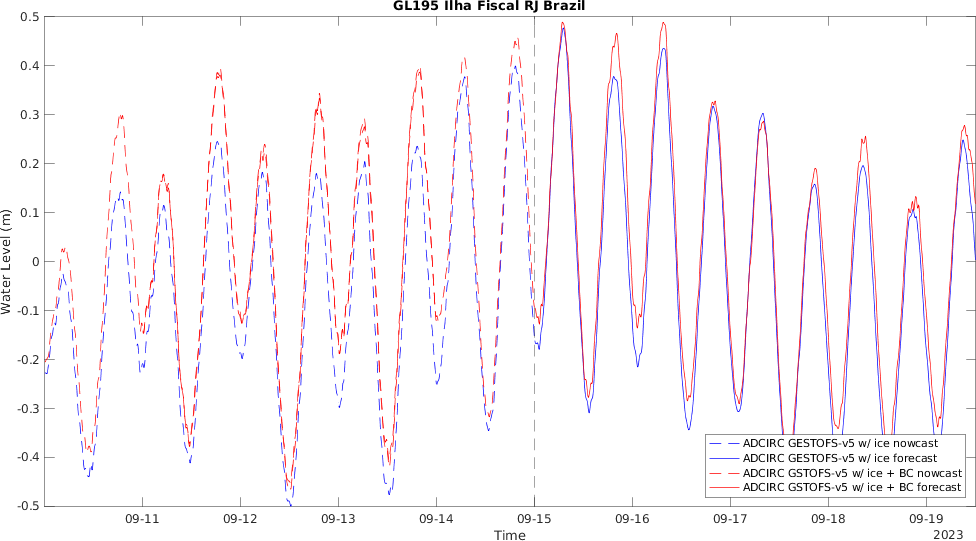 GL195 Ilha Fiscal RJ Brazil
Water Level (m)
0.5
0.4
0.3
0.2
0.1
0
-0.1
-0.2
-0.3
-0.4
-0.5
ADCIRC GESTOFS-v5 w/ ice nowcast
ADCIRC GESTOFS-v5 w/ ice forecast
ADCIRC GSTOFS-v5 w/ ice + BC nowcast
ADCIRC GSTOFS-v5 w/ ice + BC forecast
09-11 09-12 09-13 09-14 09-15 09-16 09-17 09-18 09-19
Time
2023